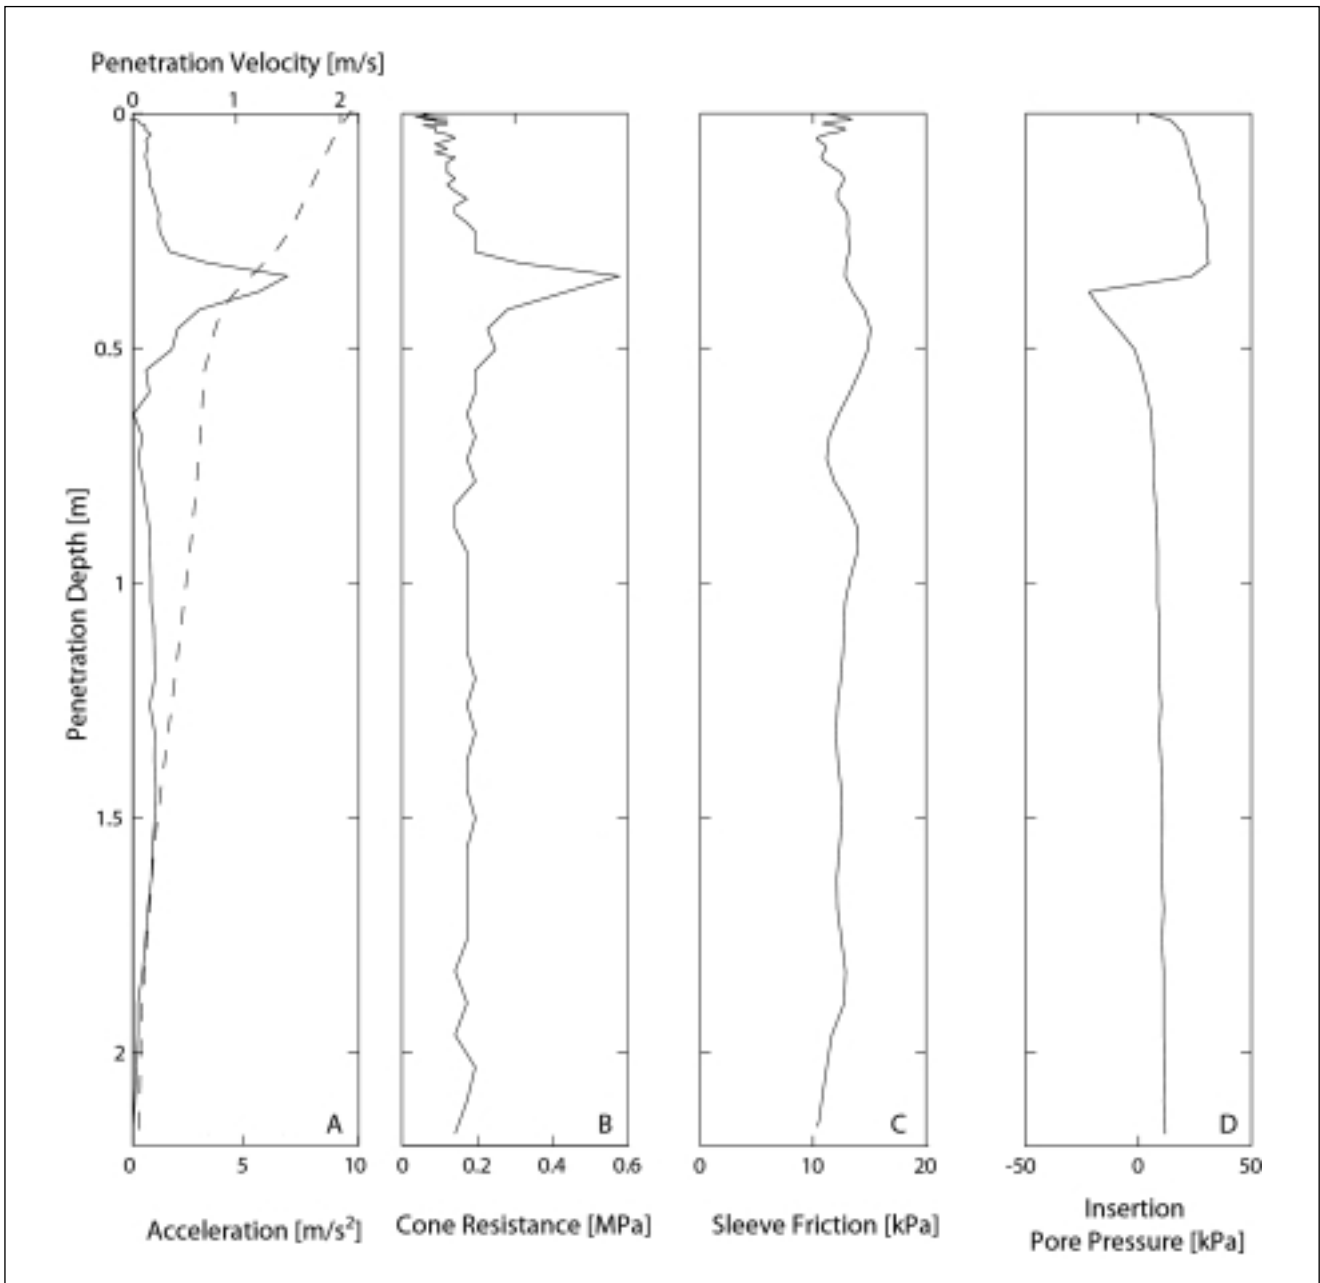 Penetration Velocity [m/s]
0 1 2
0
0.5
1
1.5
2
Penetration Depth [m]
A B C D
0 5 10 0 0.2 0.4 0.6 0 10 20 -50 0 50
Acceleration [m/s²]
Cone Resistance [MPa]
Sleeve Friction [kPa]
Insertion
Pore Pressure [kPa]